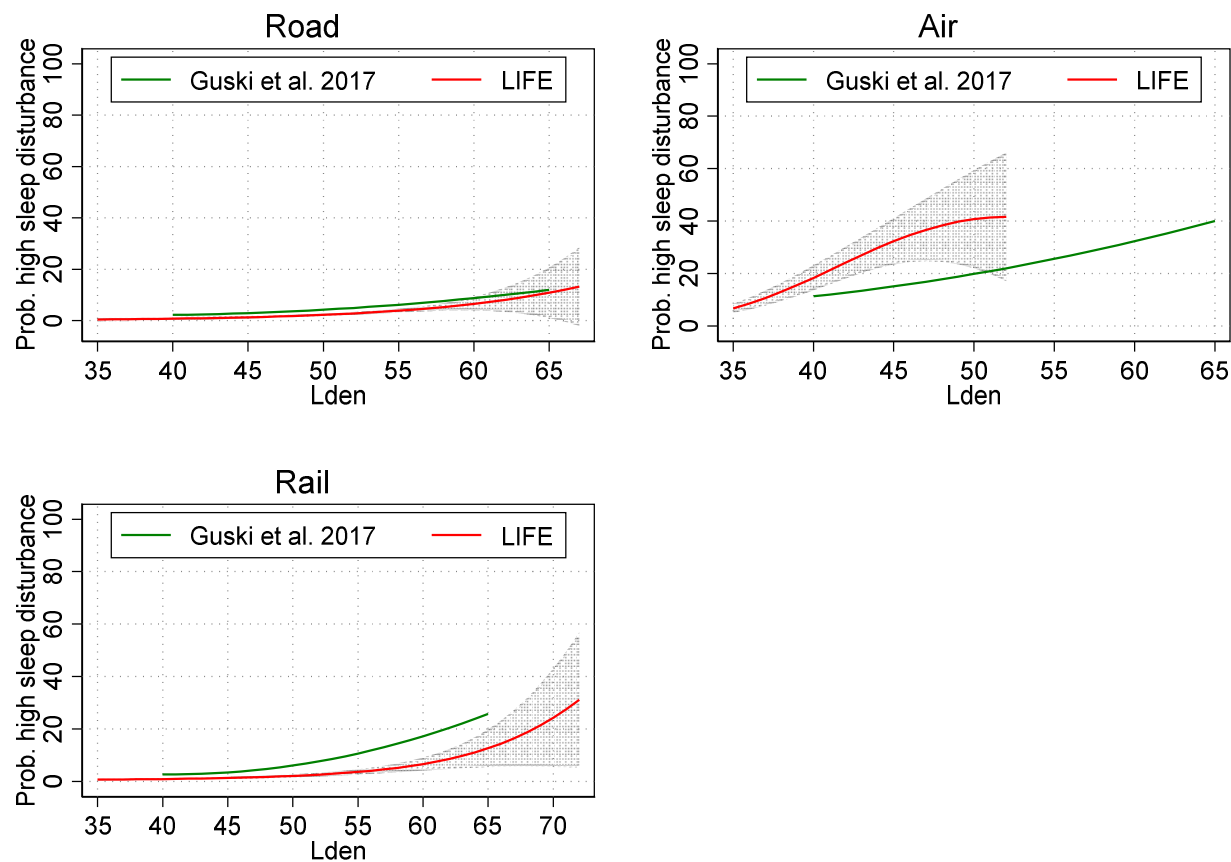 Road
Prob. high sleep disturbance
0 20 40 60 80 100
Guski et al. 2017 LIFE
35 40 45 50 55 60 65
Lden
Air
Prob. high sleep disturbance
0 20 40 60 80 100
Guski et al. 2017 LIFE
35 40 45 50 55 60 65
Lden
Rail
Prob. high sleep disturbance
0 20 40 60 80 100
Guski et al. 2017 LIFE
35 40 45 50 55 60 65 70
Lden